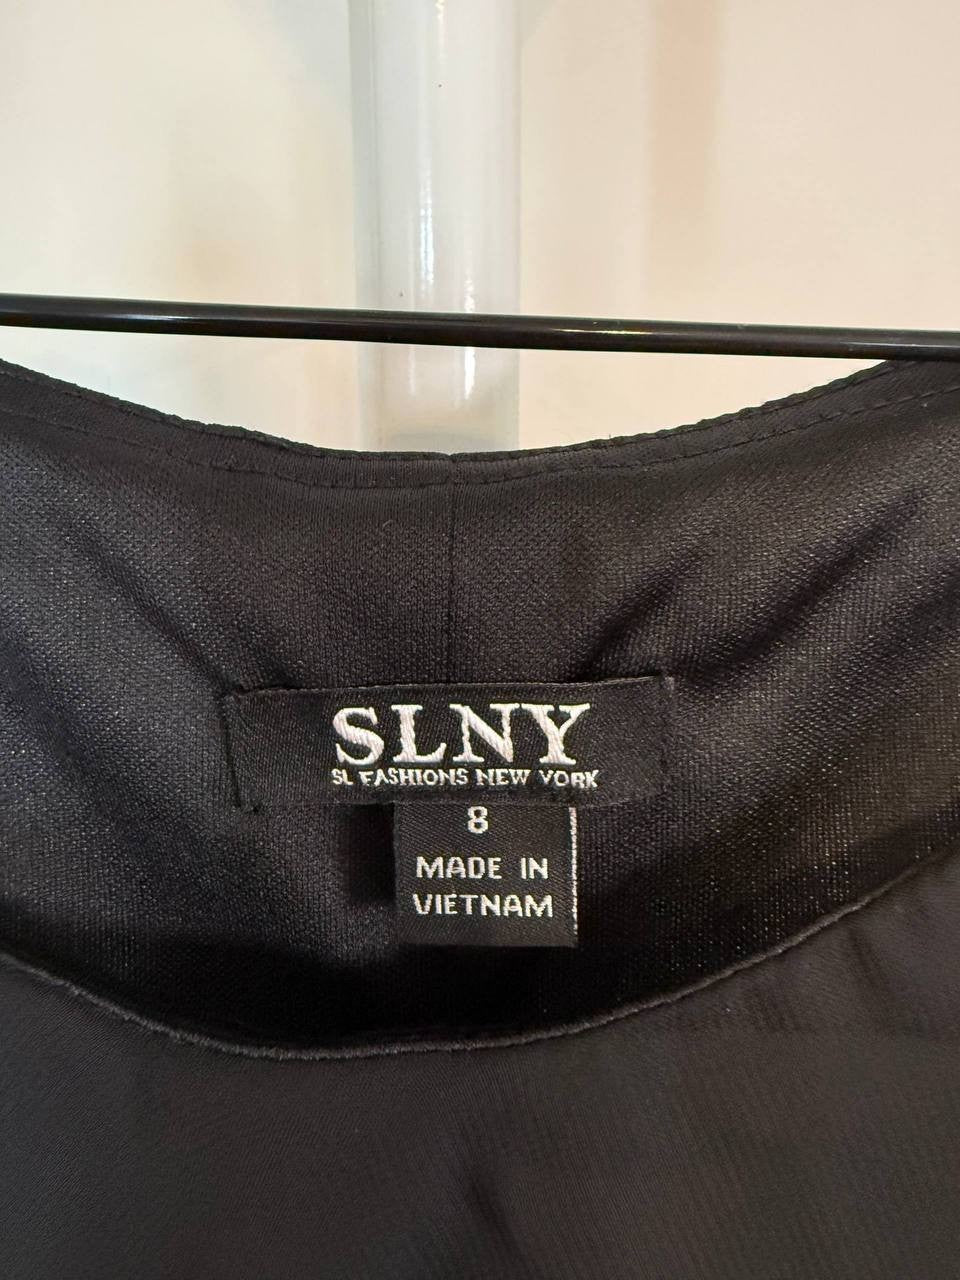 SLNY
SL FASHIONS NEW YORK
8
MADE IN
VIETNAM